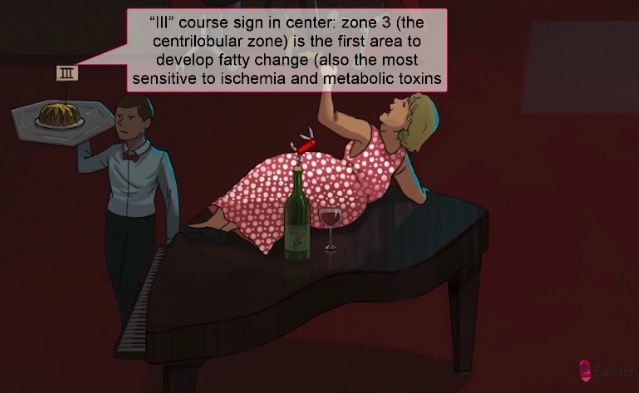 “III” course sign in center: zone 3 (the
centrilobular zone) is the first area to
develop fatty change (also the most
sensitive to ischemia and metabolic toxins
III
Sketch